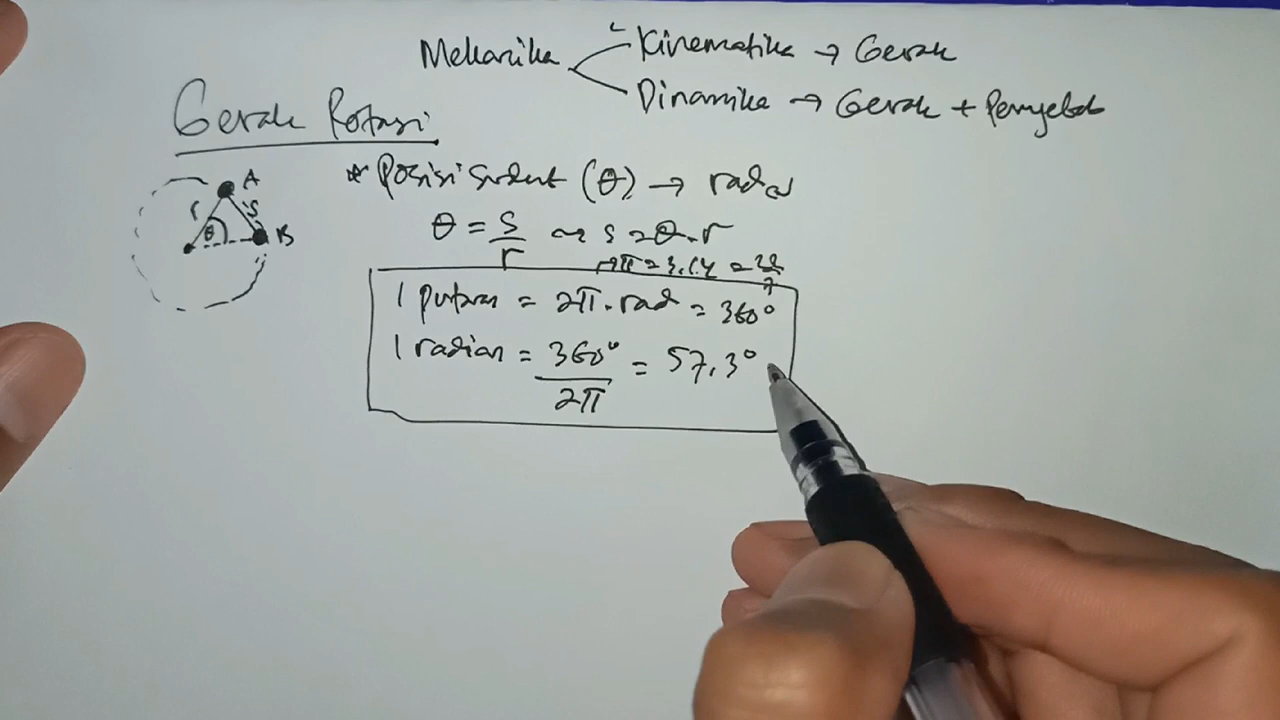 Mekanika
Kinematika → Gerak
Dinamika → Gerak + Penyebab
Gerak Rotasi
* Posisi sudut (θ) → rad
A
r
θ
S
B
θ = S/r ~ S = θ.r
→ π = 3,14 = 22/7
1 putaran = 2π.rad = 360°
1 radian = 360°/2π = 57,3°